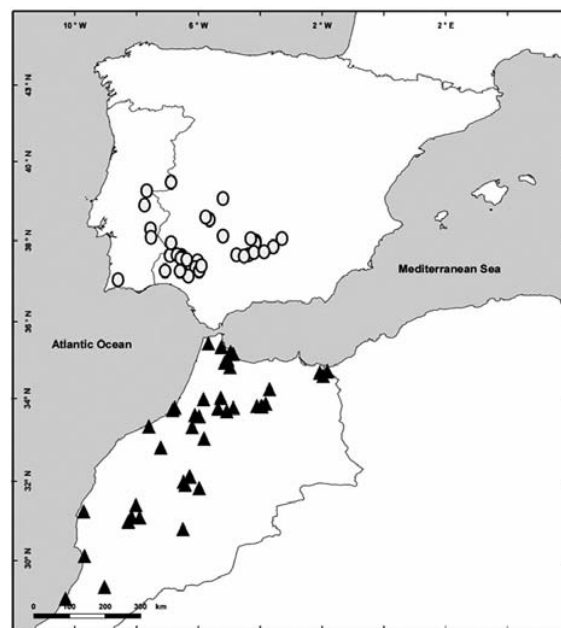 10 °W
6 °W
2 °W
2 °E
43 °N
40 °N
38 °N
36 °N
34 °N
32 °N
30 °N
Mediterranean Sea
Atlantic Ocean
0 100 200 300 km